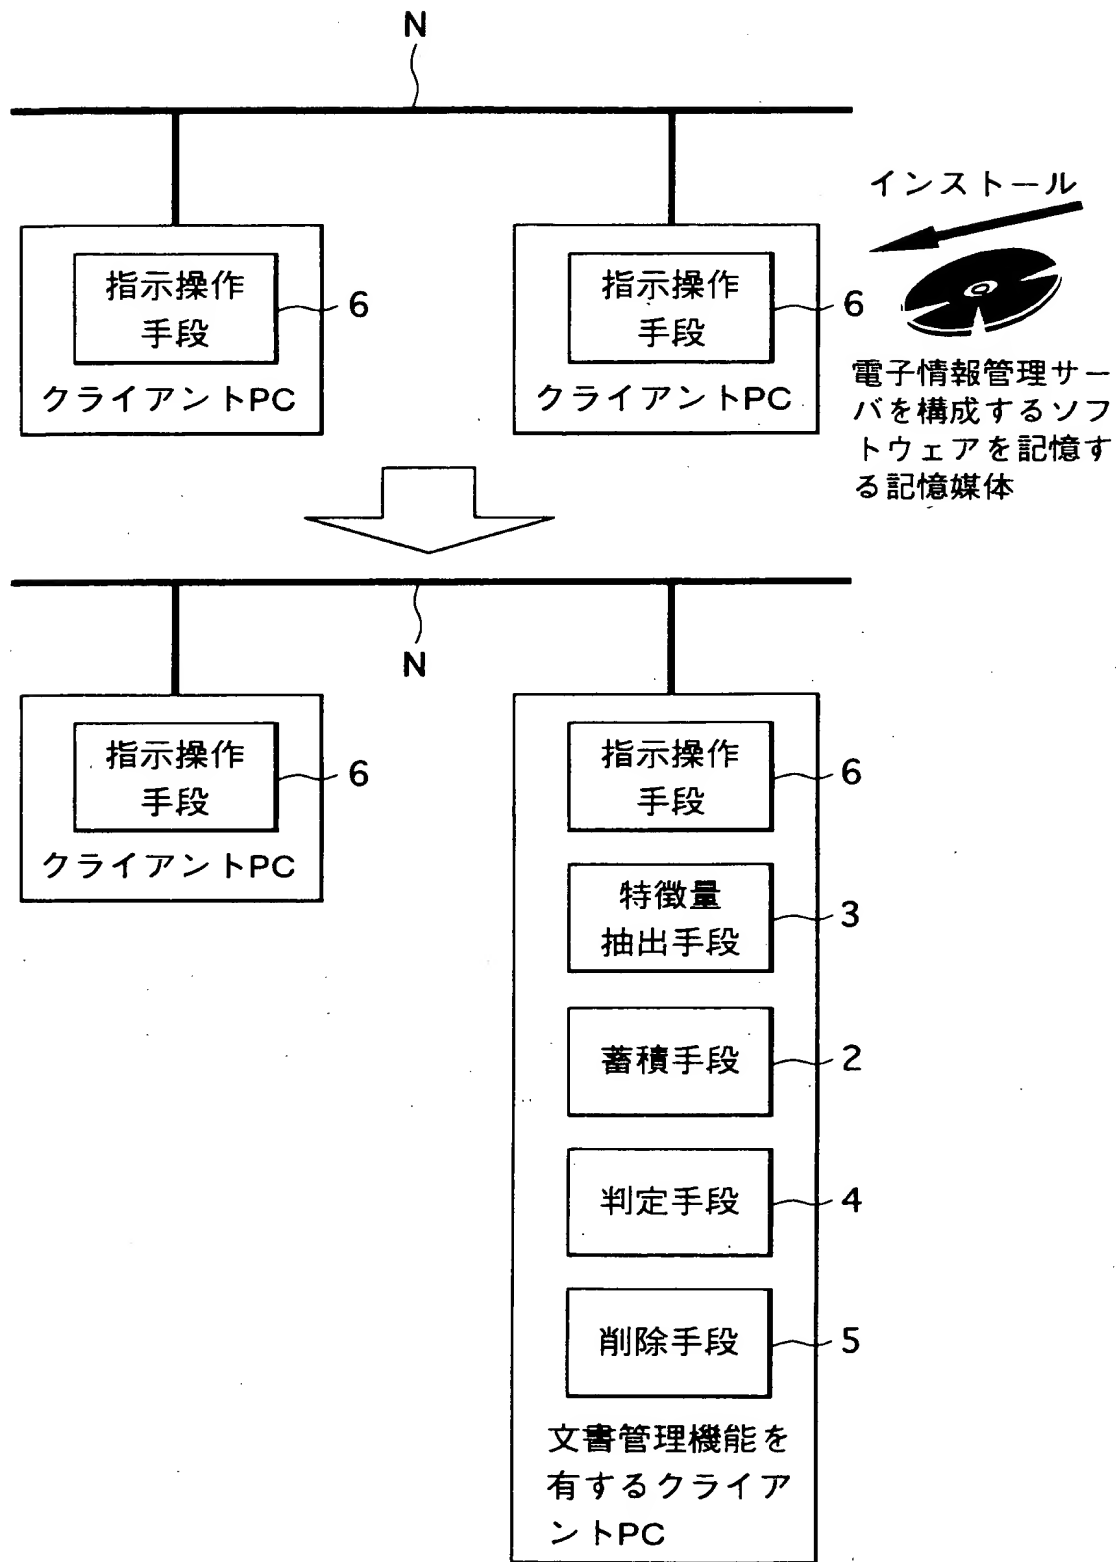 N
インストール
指示操作
手段
6
クライアントPC
指示操作
手段
6
クライアントPC
電子情報管理サー
バを構成するソフ
トウェアを記憶す
る記憶媒体
N
指示操作
手段
6
クライアントPC
指示操作
手段
6
特徴量
抽出手段
3
蓄積手段
2
判定手段
4
削除手段
5
文書管理機能を
有するクライア
ントPC